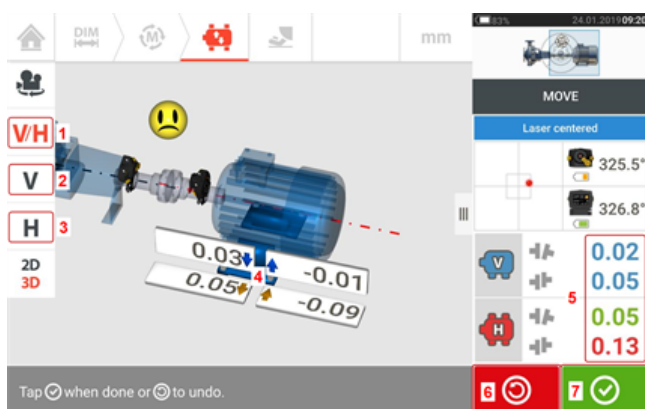 DIM
M
mm
83%
24.01.2019 09:20
MOVE
Laser centered
325.5°
326.8°
V/H 1
V 2
H 3
2D
3D
0.03
-0.01
4
0.05
-0.09
V
0.02
0.05
5
H
0.05
0.13
Tap when done or to undo.
6
7